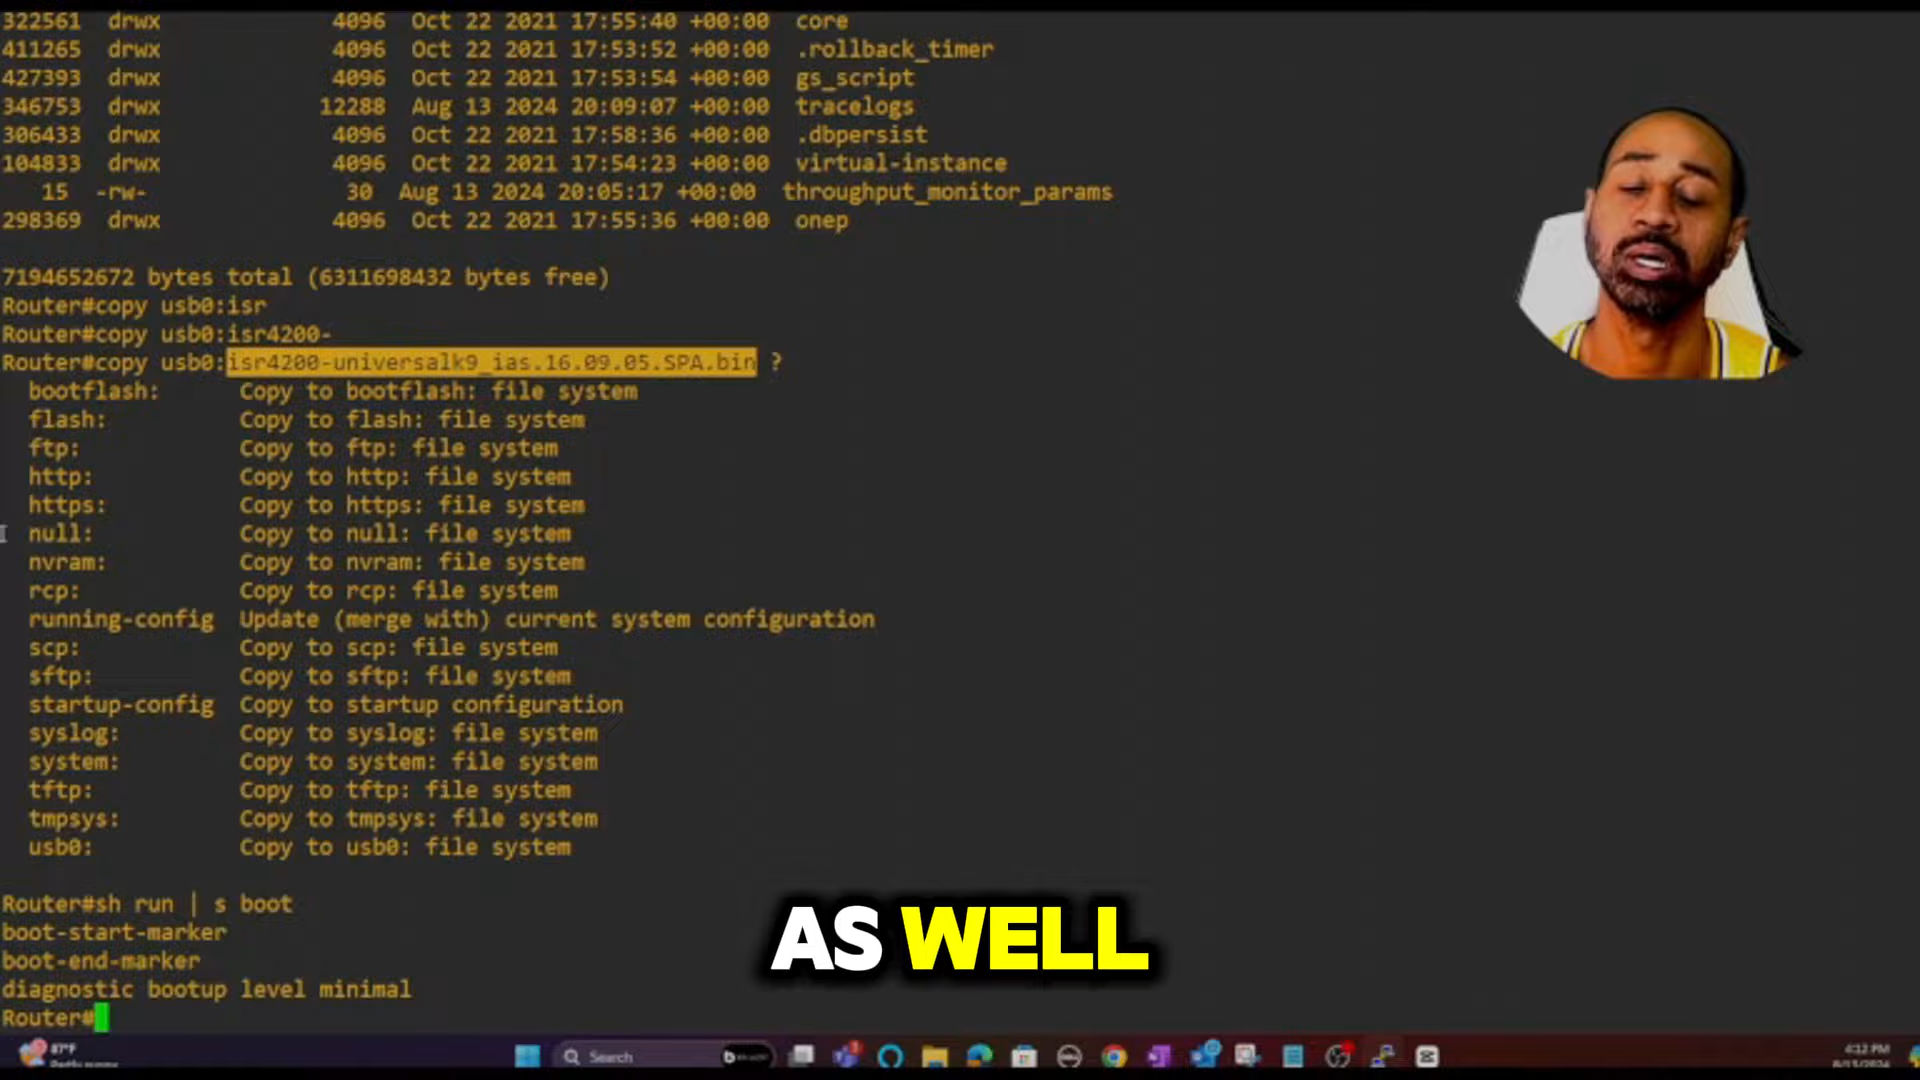 322561 drwx 4096 Oct 22 2021 17:55:40 +00:00 core
411265 drwx 4096 Oct 22 2021 17:53:52 +00:00 .rollback_timer
427393 drwx 4096 Oct 22 2021 17:53:54 +00:00 gs_script
346753 drwx 12288 Aug 13 2024 20:09:07 +00:00 tracelogs
306433 drwx 4096 Oct 22 2021 17:58:36 +00:00 .dbpersist
104833 drwx 4096 Oct 22 2021 17:54:23 +00:00 virtual-instance
15 -rw- 30 Aug 13 2024 20:05:17 +00:00 throughput_monitor_params
298369 drwx 4096 Oct 22 2021 17:55:36 +00:00 onep
7194652672 bytes total (6311698432 bytes free)
Router#copy usb0:isr
Router#copy usb0:isr4200-
Router#copy usb0:isr4200-universalk9_ias.16.09.05.SPA.bin ?
bootflash: Copy to bootflash: file system
flash: Copy to flash: file system
ftp: Copy to ftp: file system
http: Copy to http: file system
https: Copy to https: file system
null: Copy to null: file system
nvram: Copy to nvram: file system
rcp: Copy to rcp: file system
running-config Update (merge with) current system configuration
scp: Copy to scp: file system
sftp: Copy to sftp: file system
startup-config Copy to startup configuration
syslog: Copy to syslog: file system
system: Copy to system: file system
tftp: Copy to tftp: file system
tmpsys: Copy to tmpsys: file system
usb0: Copy to usb0: file system
Router#sh run | s boot
boot-start-marker
boot-end-marker
diagnostic bootup level minimal
Router#
AS WELL
87°F
Search
4:12 PM
8/13/2024